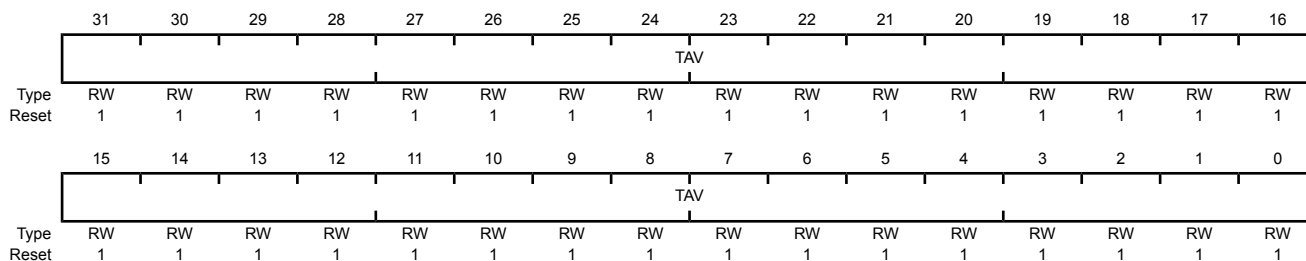 31 30 29 28 27 26 25 24 23 22 21 20 19 18 17 16
TAV
Type RW RW RW RW RW RW RW RW RW RW RW RW RW RW RW RW
Reset 1 1 1 1 1 1 1 1 1 1 1 1 1 1 1 1
15 14 13 12 11 10 9 8 7 6 5 4 3 2 1 0
TAV
Type RW RW RW RW RW RW RW RW RW RW RW RW RW RW RW RW
Reset 1 1 1 1 1 1 1 1 1 1 1 1 1 1 1 1